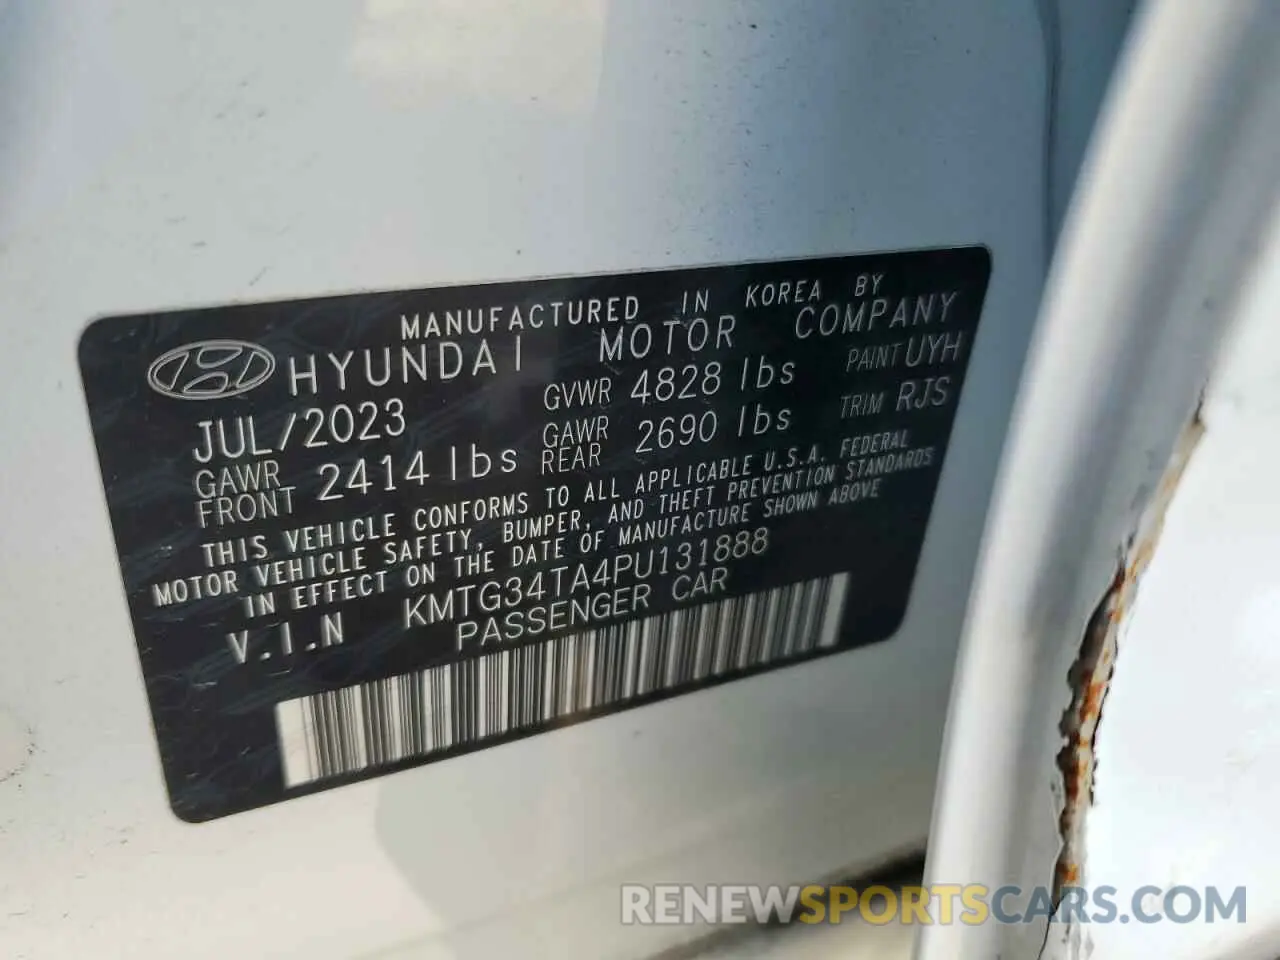 MANUFACTURED IN KOREA BY
HYUNDAI MOTOR COMPANY
JUL/2023 GVWR 4828 lbs PAINT UYH
GAWR FRONT 2414 lbs GAWR REAR 2690 lbs TRIM RJS
THIS VEHICLE CONFORMS TO ALL APPLICABLE U.S.A. FEDERAL
MOTOR VEHICLE SAFETY, BUMPER, AND THEFT PREVENTION STANDARDS
IN EFFECT ON THE DATE OF MANUFACTURE SHOWN ABOVE
V.I.N KMTG34TA4PU131888
PASSENGER CAR
RENEWSPORTSCARS.COM